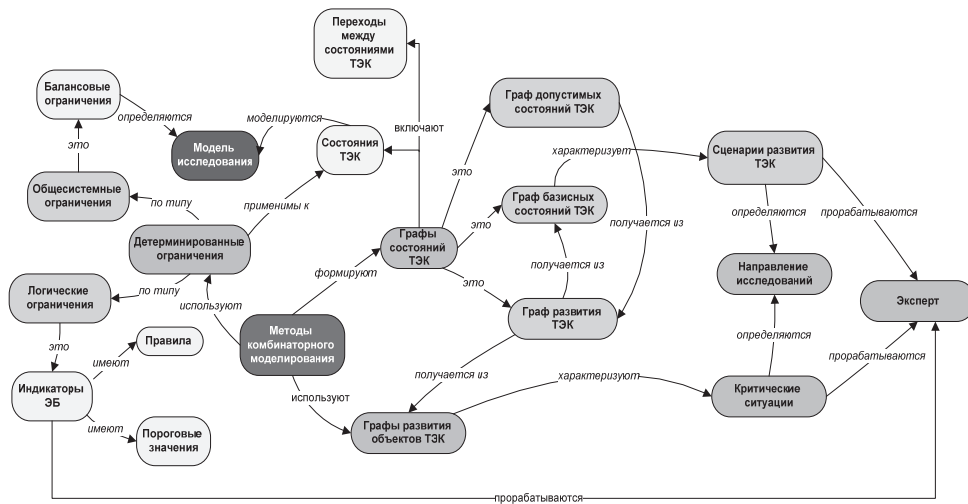 Переходы
между
состояниями
ТЭК
Балансовые
ограничения
определяются
Модель
исследования
моделируются
Состояния
ТЭК
включают
Граф допустимых
состояний ТЭК
это
Общесистемные
ограничения
по типу
применимы к
Детерминированные
ограничения
по типу
Логические
ограничения
это
Индикаторы
ЭБ
имеют
Правила
имеют
Пороговые
значения
используют
Методы
комбинаторного
моделирования
формируют
Графы
состояний
ТЭК
это
это
это
Граф базисных
состояний ТЭК
характеризует
получается из
получается из
Граф развития
ТЭК
получается из
используют
Графы развития
объектов ТЭК
характеризуют
Сценарии развития
ТЭК
определяются
прорабатываются
Направление
исследований
определяются
Эксперт
прорабатываются
Критические
ситуации
прорабатываются